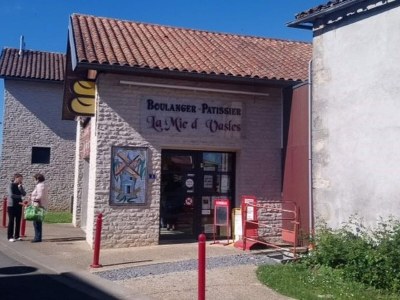 Boulanger - Patissier
La Mie d' Vasles